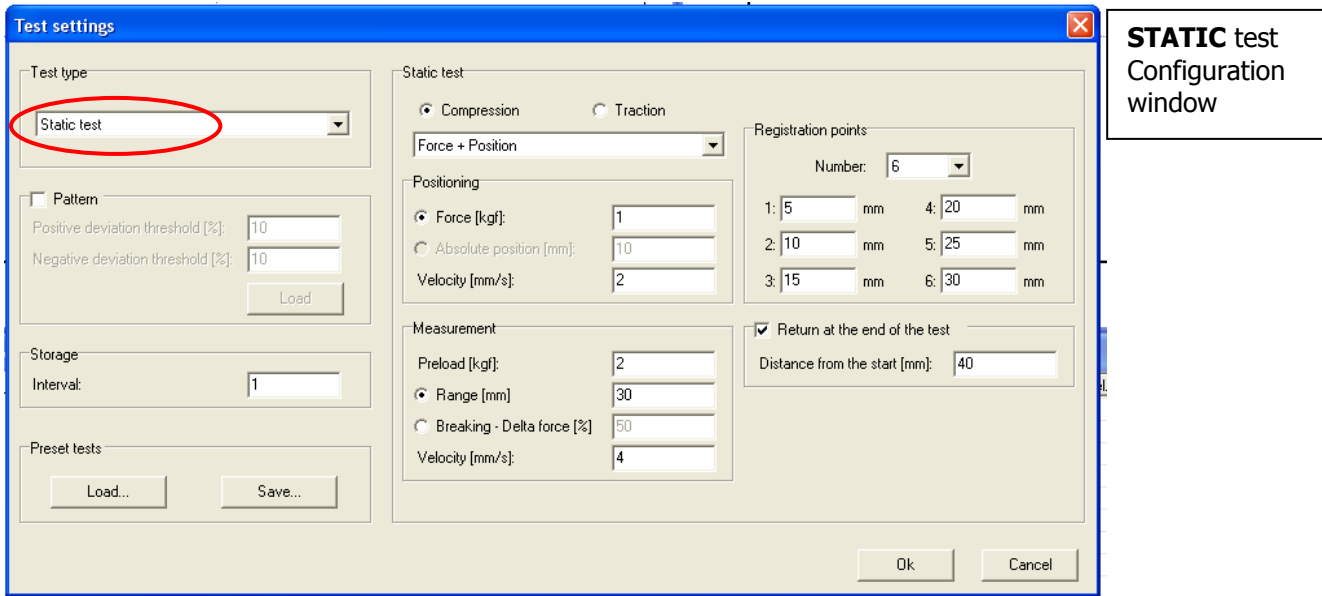 Test settings
STATIC test
Configuration
window
Test type
Static test
Pattern
Positive deviation threshold [%]: 10
Negative deviation threshold [%]: 10
Load
Storage
Interval: 1
Preset tests
Load...
Save...
Static test
Compression
Traction
Force + Position
Positioning
Force [kgf]: 1
Absolute position [mm]: 10
Velocity [mm/s]: 2
Measurement
Preload [kgf]: 2
Range [mm] 30
Breaking - Delta force [%] 50
Velocity [mm/s]: 4
Registration points
Number: 6
1: 5 mm 4: 20 mm
2: 10 mm 5: 25 mm
3: 15 mm 6: 30 mm
Return at the end of the test
Distance from the start [mm]: 40
Ok
Cancel